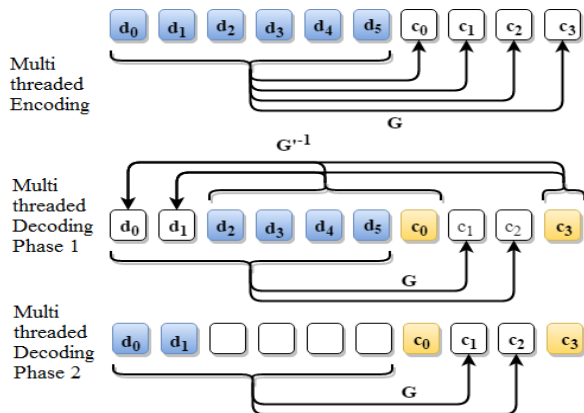 d0 d1 d2 d3 d4 d5 c0 c1 c2 c3
Multi
threaded
Encoding
G
G'-1
Multi
threaded
Decoding
Phase 1
d0 d1 d2 d3 d4 d5 c0 c1 c2 c3
G
Multi
threaded
Decoding
Phase 2
d0 d1 c0 c1 c2 c3
G